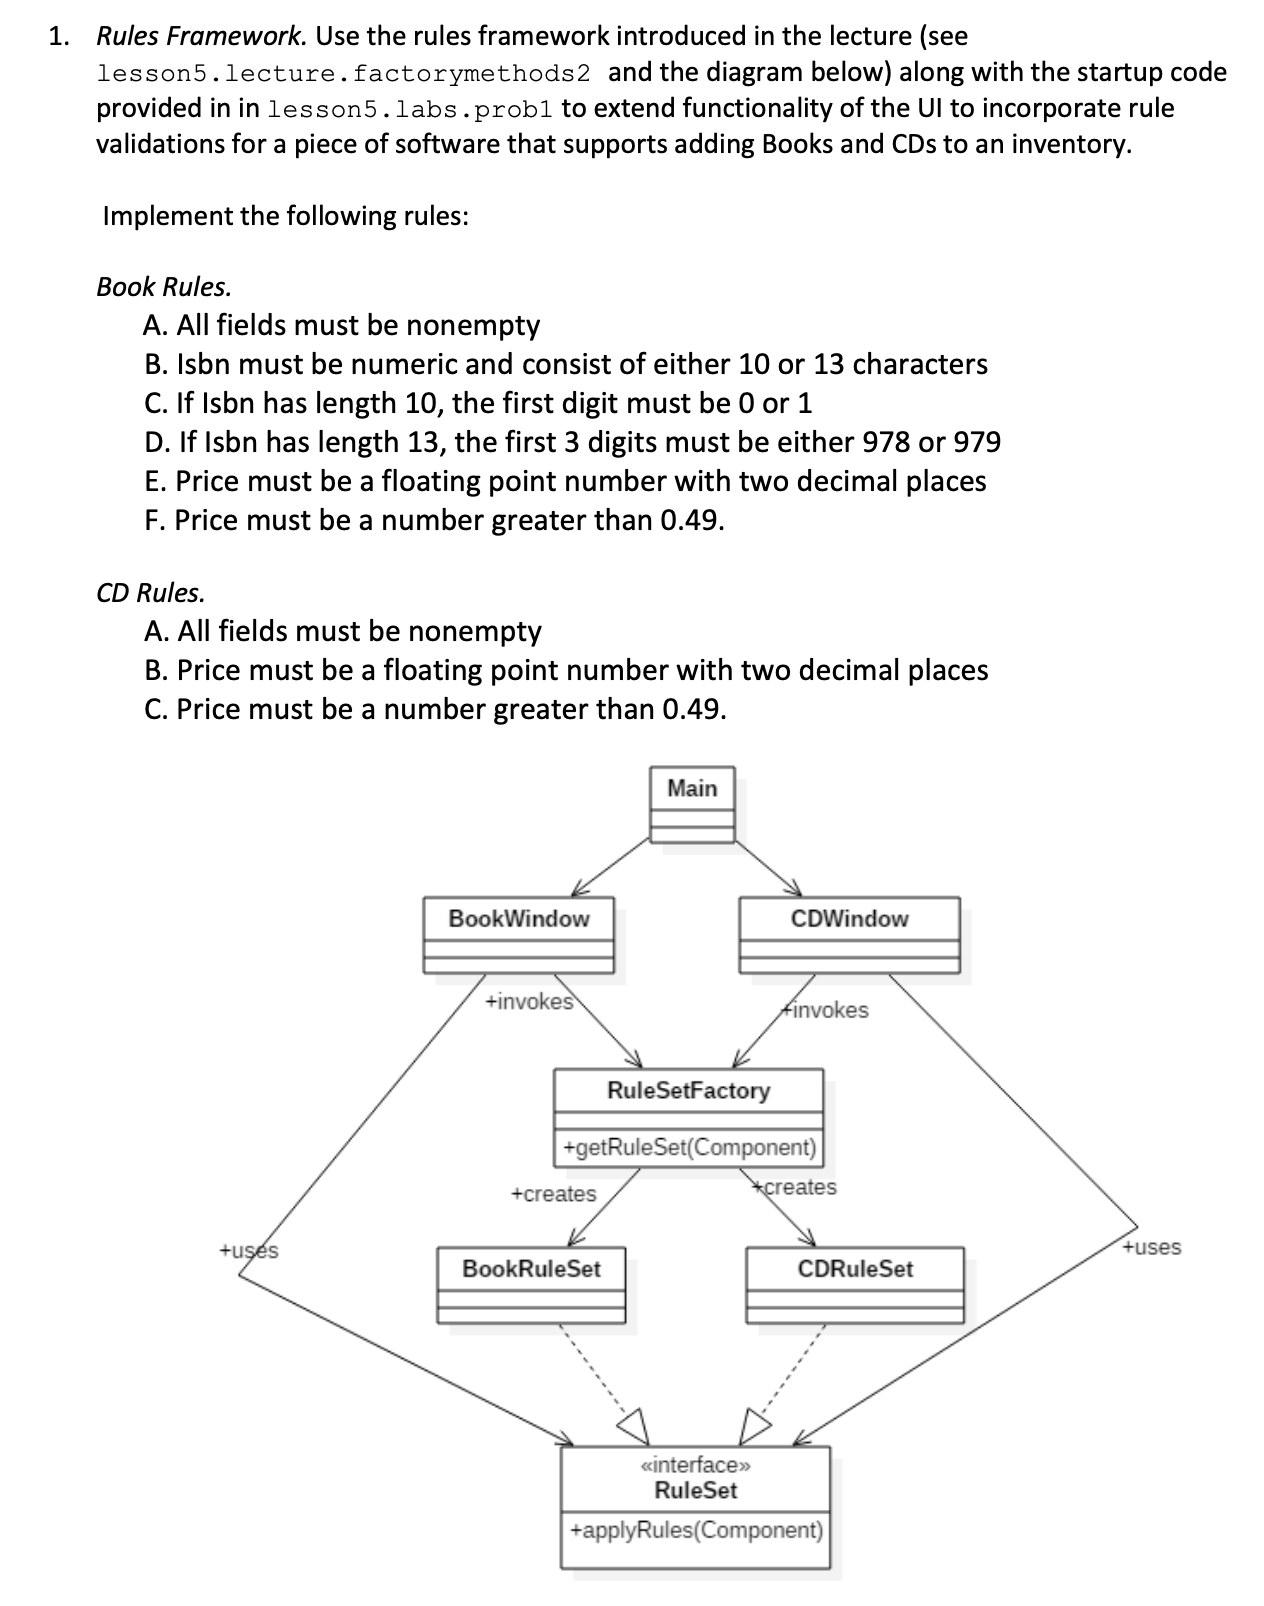 1. Rules Framework. Use the rules framework introduced in the lecture (see
lesson5.lecture.factorymethods2 and the diagram below) along with the startup code
provided in in lesson5.labs.prob1 to extend functionality of the UI to incorporate rule
validations for a piece of software that supports adding Books and CDs to an inventory.
Implement the following rules:
Book Rules.
A. All fields must be nonempty
B. Isbn must be numeric and consist of either 10 or 13 characters
C. If Isbn has length 10, the first digit must be 0 or 1
D. If Isbn has length 13, the first 3 digits must be either 978 or 979
E. Price must be a floating point number with two decimal places
F. Price must be a number greater than 0.49.
CD Rules.
A. All fields must be nonempty
B. Price must be a floating point number with two decimal places
C. Price must be a number greater than 0.49.
Main
BookWindow
CDWindow
+invokes
+invokes
RuleSetFactory
+getRuleSet(Component)
+creates
+creates
+uses
+uses
BookRuleSet
CDRuleSet
«interface»
RuleSet
+applyRules(Component)